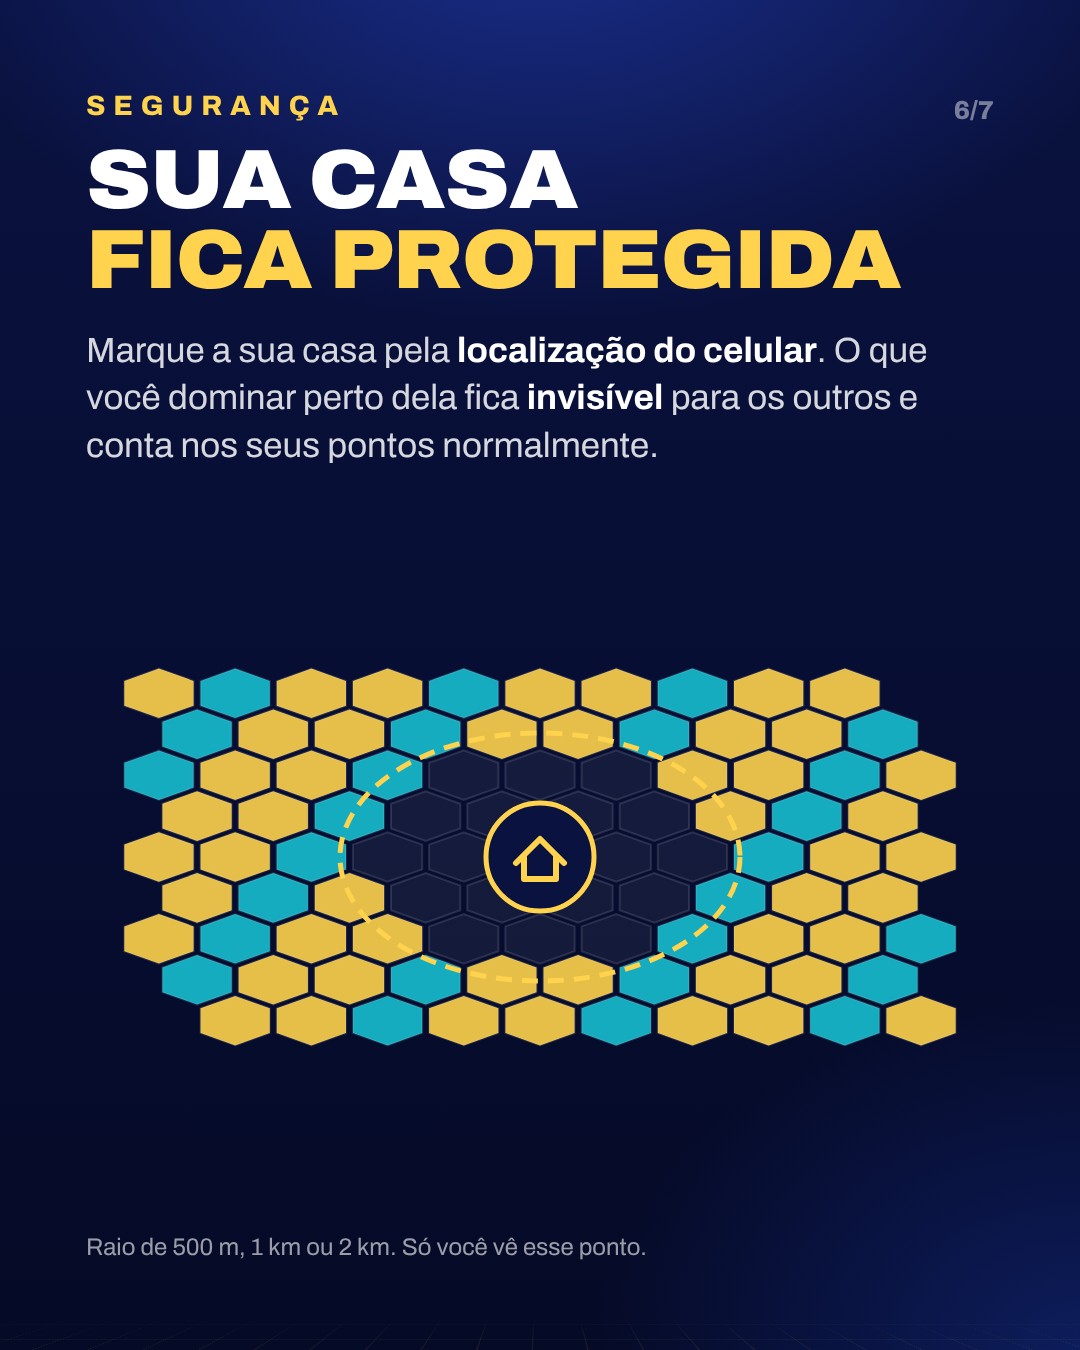 SEGURANÇA
6/7
SUA CASA
FICA PROTEGIDA
Marque a sua casa pela localização do celular. O que
você dominar perto dela fica invisível para os outros e
conta nos seus pontos normalmente.
Raio de 500 m, 1 km ou 2 km. Só você vê esse ponto.